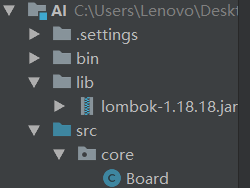 AI C:\Users\Lenovo\Deskt
.settings
bin
lib
lombok-1.18.18.jar
src
core
C Board